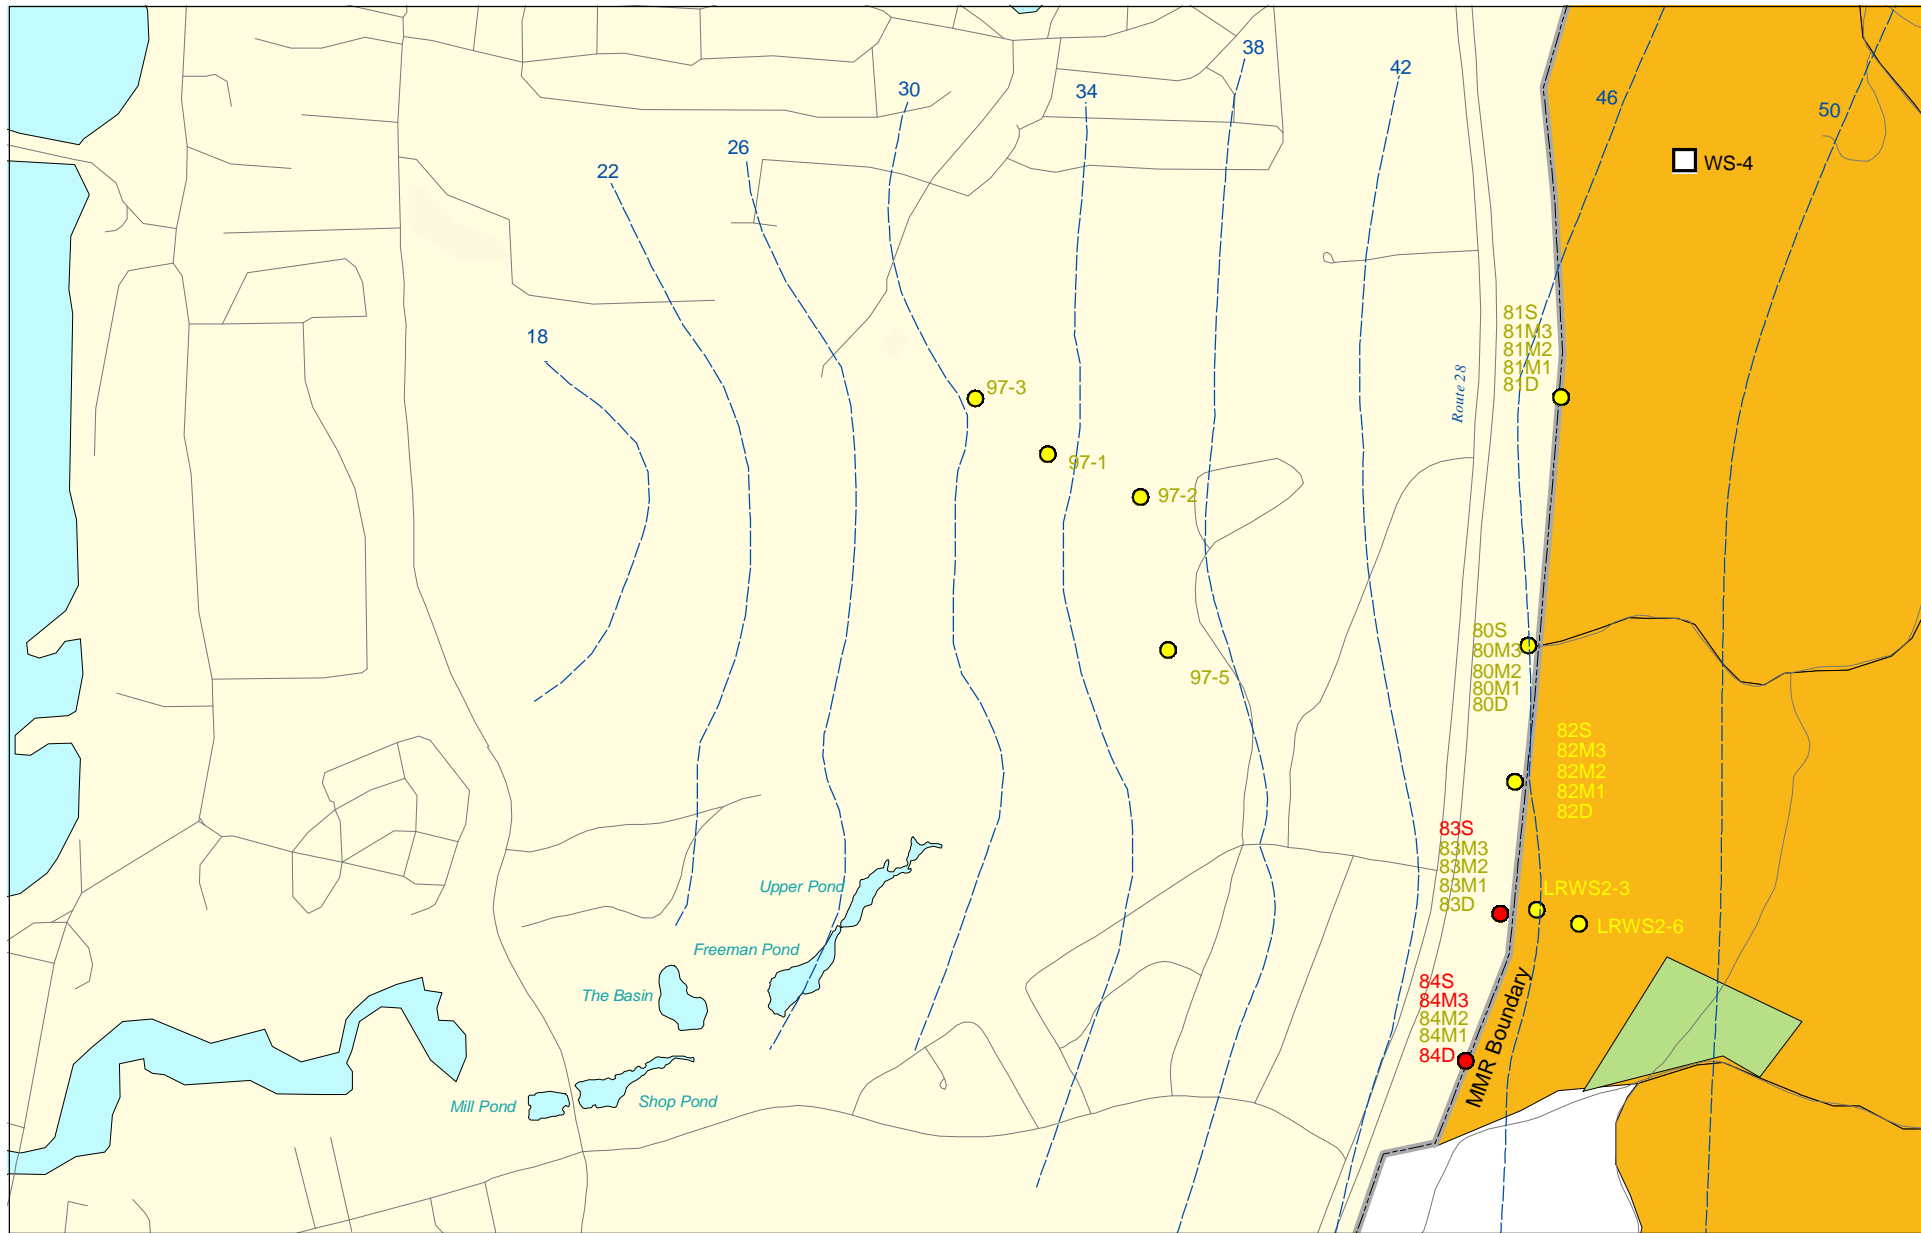 38
42
30
34
46
50
26
WS-4
22
81S
81M3
81M2
81M1
81D
18
Route 28
97-3
97-1
97-2
80S
80M3
80M2
80M1
80D
97-5
82S
82M3
82M2
82M1
82D
83S
83M3
83M2
83M1
83D
Upper Pond
LRWS2-3
LRWS2-6
Freeman Pond
The Basin
84S
84M3
84M2
84M1
84D
MMR Boundary
Mill Pond
Shop Pond